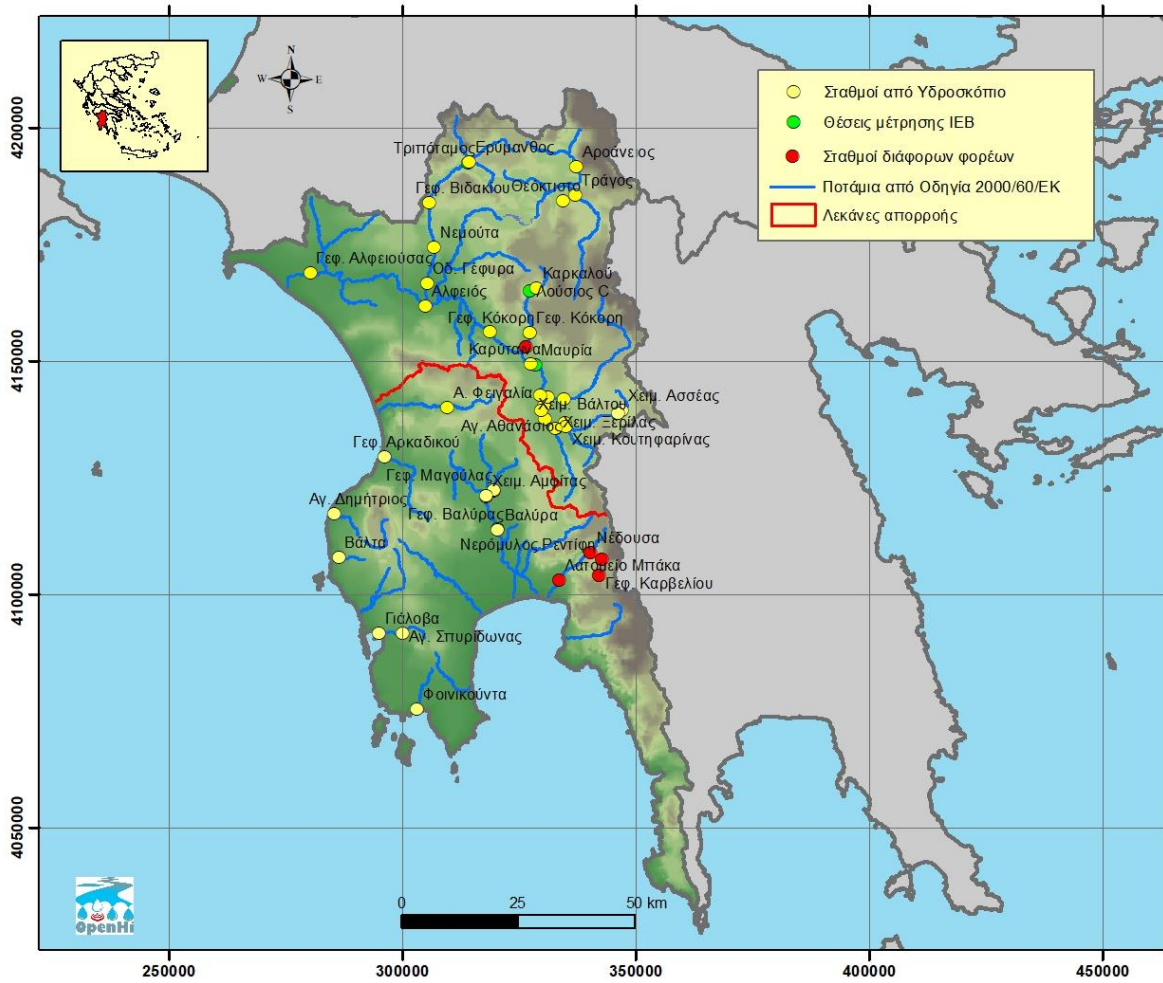 N
W E
S
Σταθμοί από Υδροσκόπιο
Θέσεις μέτρησης ΙΕΒ
Σταθμοί διάφορων φορέων
Ποτάμια από Οδηγία 2000/60/ΕΚ
Λεκάνες απορροής
4200000
4150000
4100000
4050000
Τριπόταμος
Ερύμανθος
Αροάνειος
Γεφ. Βιδακίου
Θεόκτιστο
Τράγος
Νεμούτα
Γεφ. Αλφειούσας
Οδ. Γέφυρα
Καρκαλού
Αλφειός
Λούσιος C
Γεφ. Κόκορη
Γεφ. Κόκορη
Καρύταινα
Μαυρία
Α. Φειγαλία
Χειμ. Ασσέας
Χειμ. Βάλτου
Αγ. Αθανάσιος
Χειμ. Ξερίλας
Χειμ. Κουτηφαρίνας
Γεφ. Αρκαδικού
Γεφ. Μαγούλας
Χειμ. Αμφίτας
Αγ. Δημήτριος
Γεφ. Βαλύρας
Βαλύρα
Βάλτα
Νερόμυλος Ρεντίφη
Νέδουσα
Λατομείο Μπάκα
Γεφ. Καρβελίου
Γιάλοβα
Αγ. Σπυρίδωνας
Φοινικούντα
OpenHi
0 25 50 km
250000 300000 350000 400000 450000